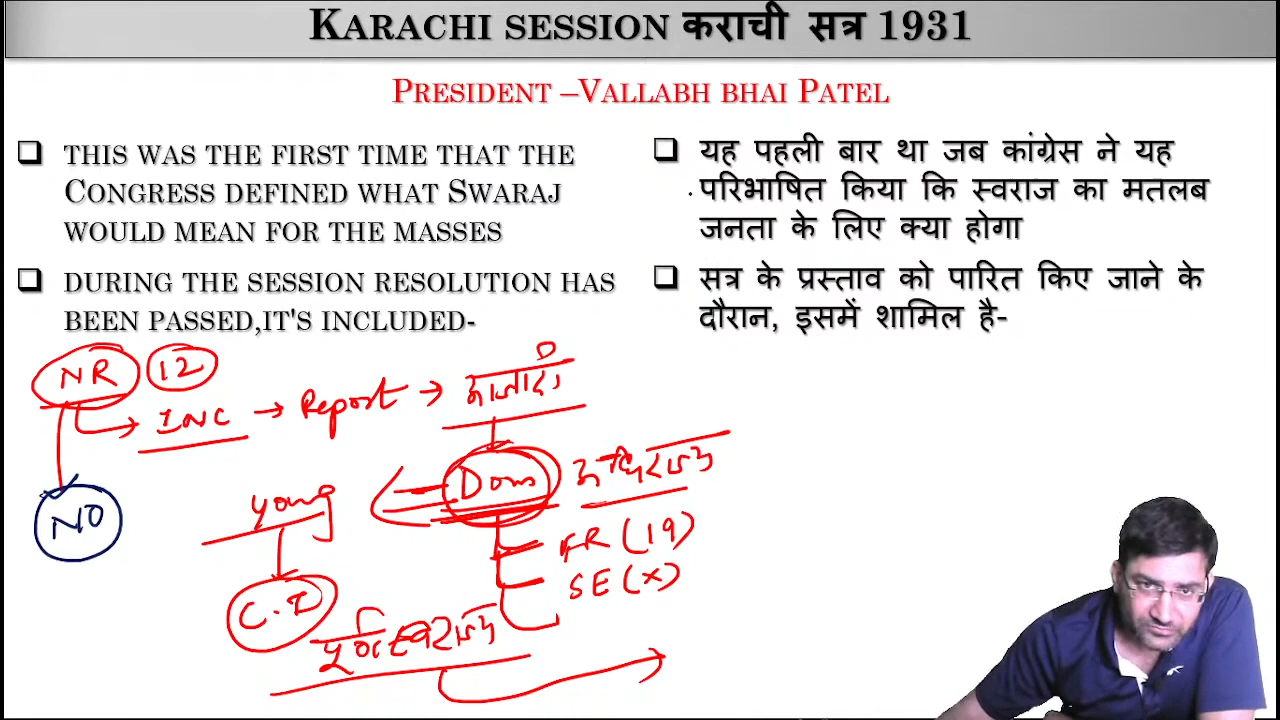 KARACHI SESSION कराची सत्र 1931
PRESIDENT –VALLABH BHAI PATEL
THIS WAS THE FIRST TIME THAT THE
CONGRESS DEFINED WHAT SWARAJ
WOULD MEAN FOR THE MASSES
DURING THE SESSION RESOLUTION HAS
BEEN PASSED,IT'S INCLUDED-
यह पहली बार था जब कांग्रेस ने यह
परिभाषित किया कि स्वराज का मतलब
जनता के लिए क्या होगा
सत्र के प्रस्ताव को पारित किए जाने के
दौरान, इसमें शामिल है-
NR 12
INC → Report →
Dom
NO
young
FR (19)
SE (X)
C.I